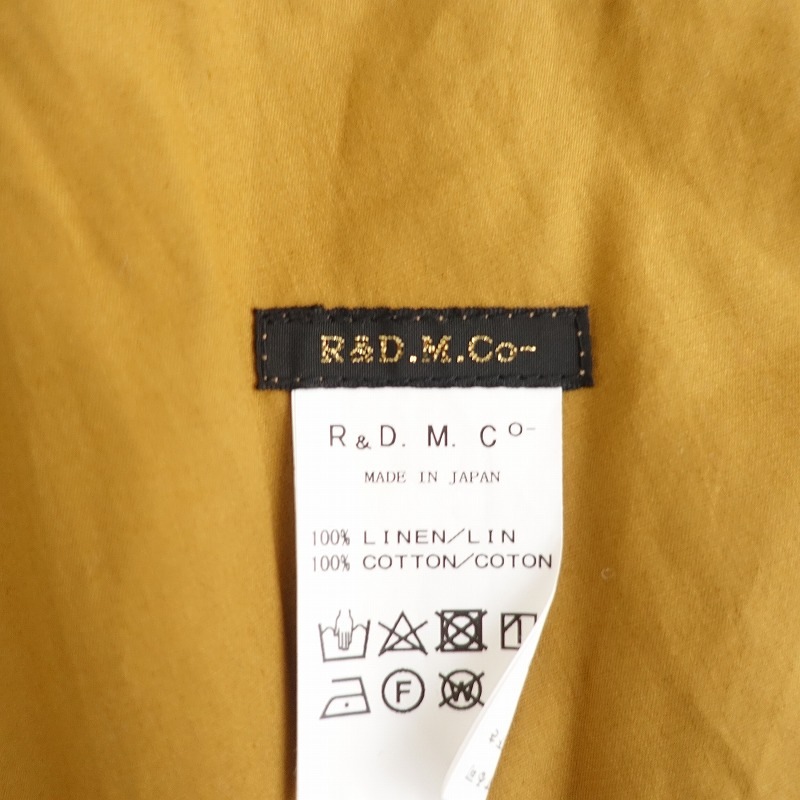 R&D.M.Co-
R&D. M. Co-
MADE IN JAPAN
100% LINEN/LIN
100% COTTON/COTON
F W